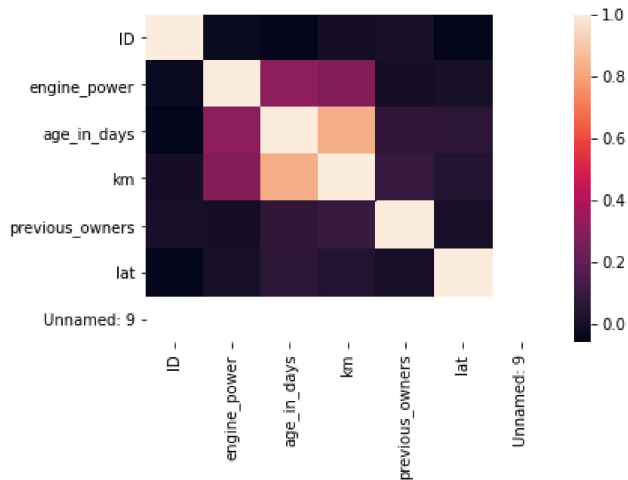 ID
engine_power
age_in_days
km
previous_owners
lat
Unnamed: 9
ID
engine_power
age_in_days
km
previous_owners
lat
Unnamed: 9
1.0
0.8
0.6
0.4
0.2
0.0